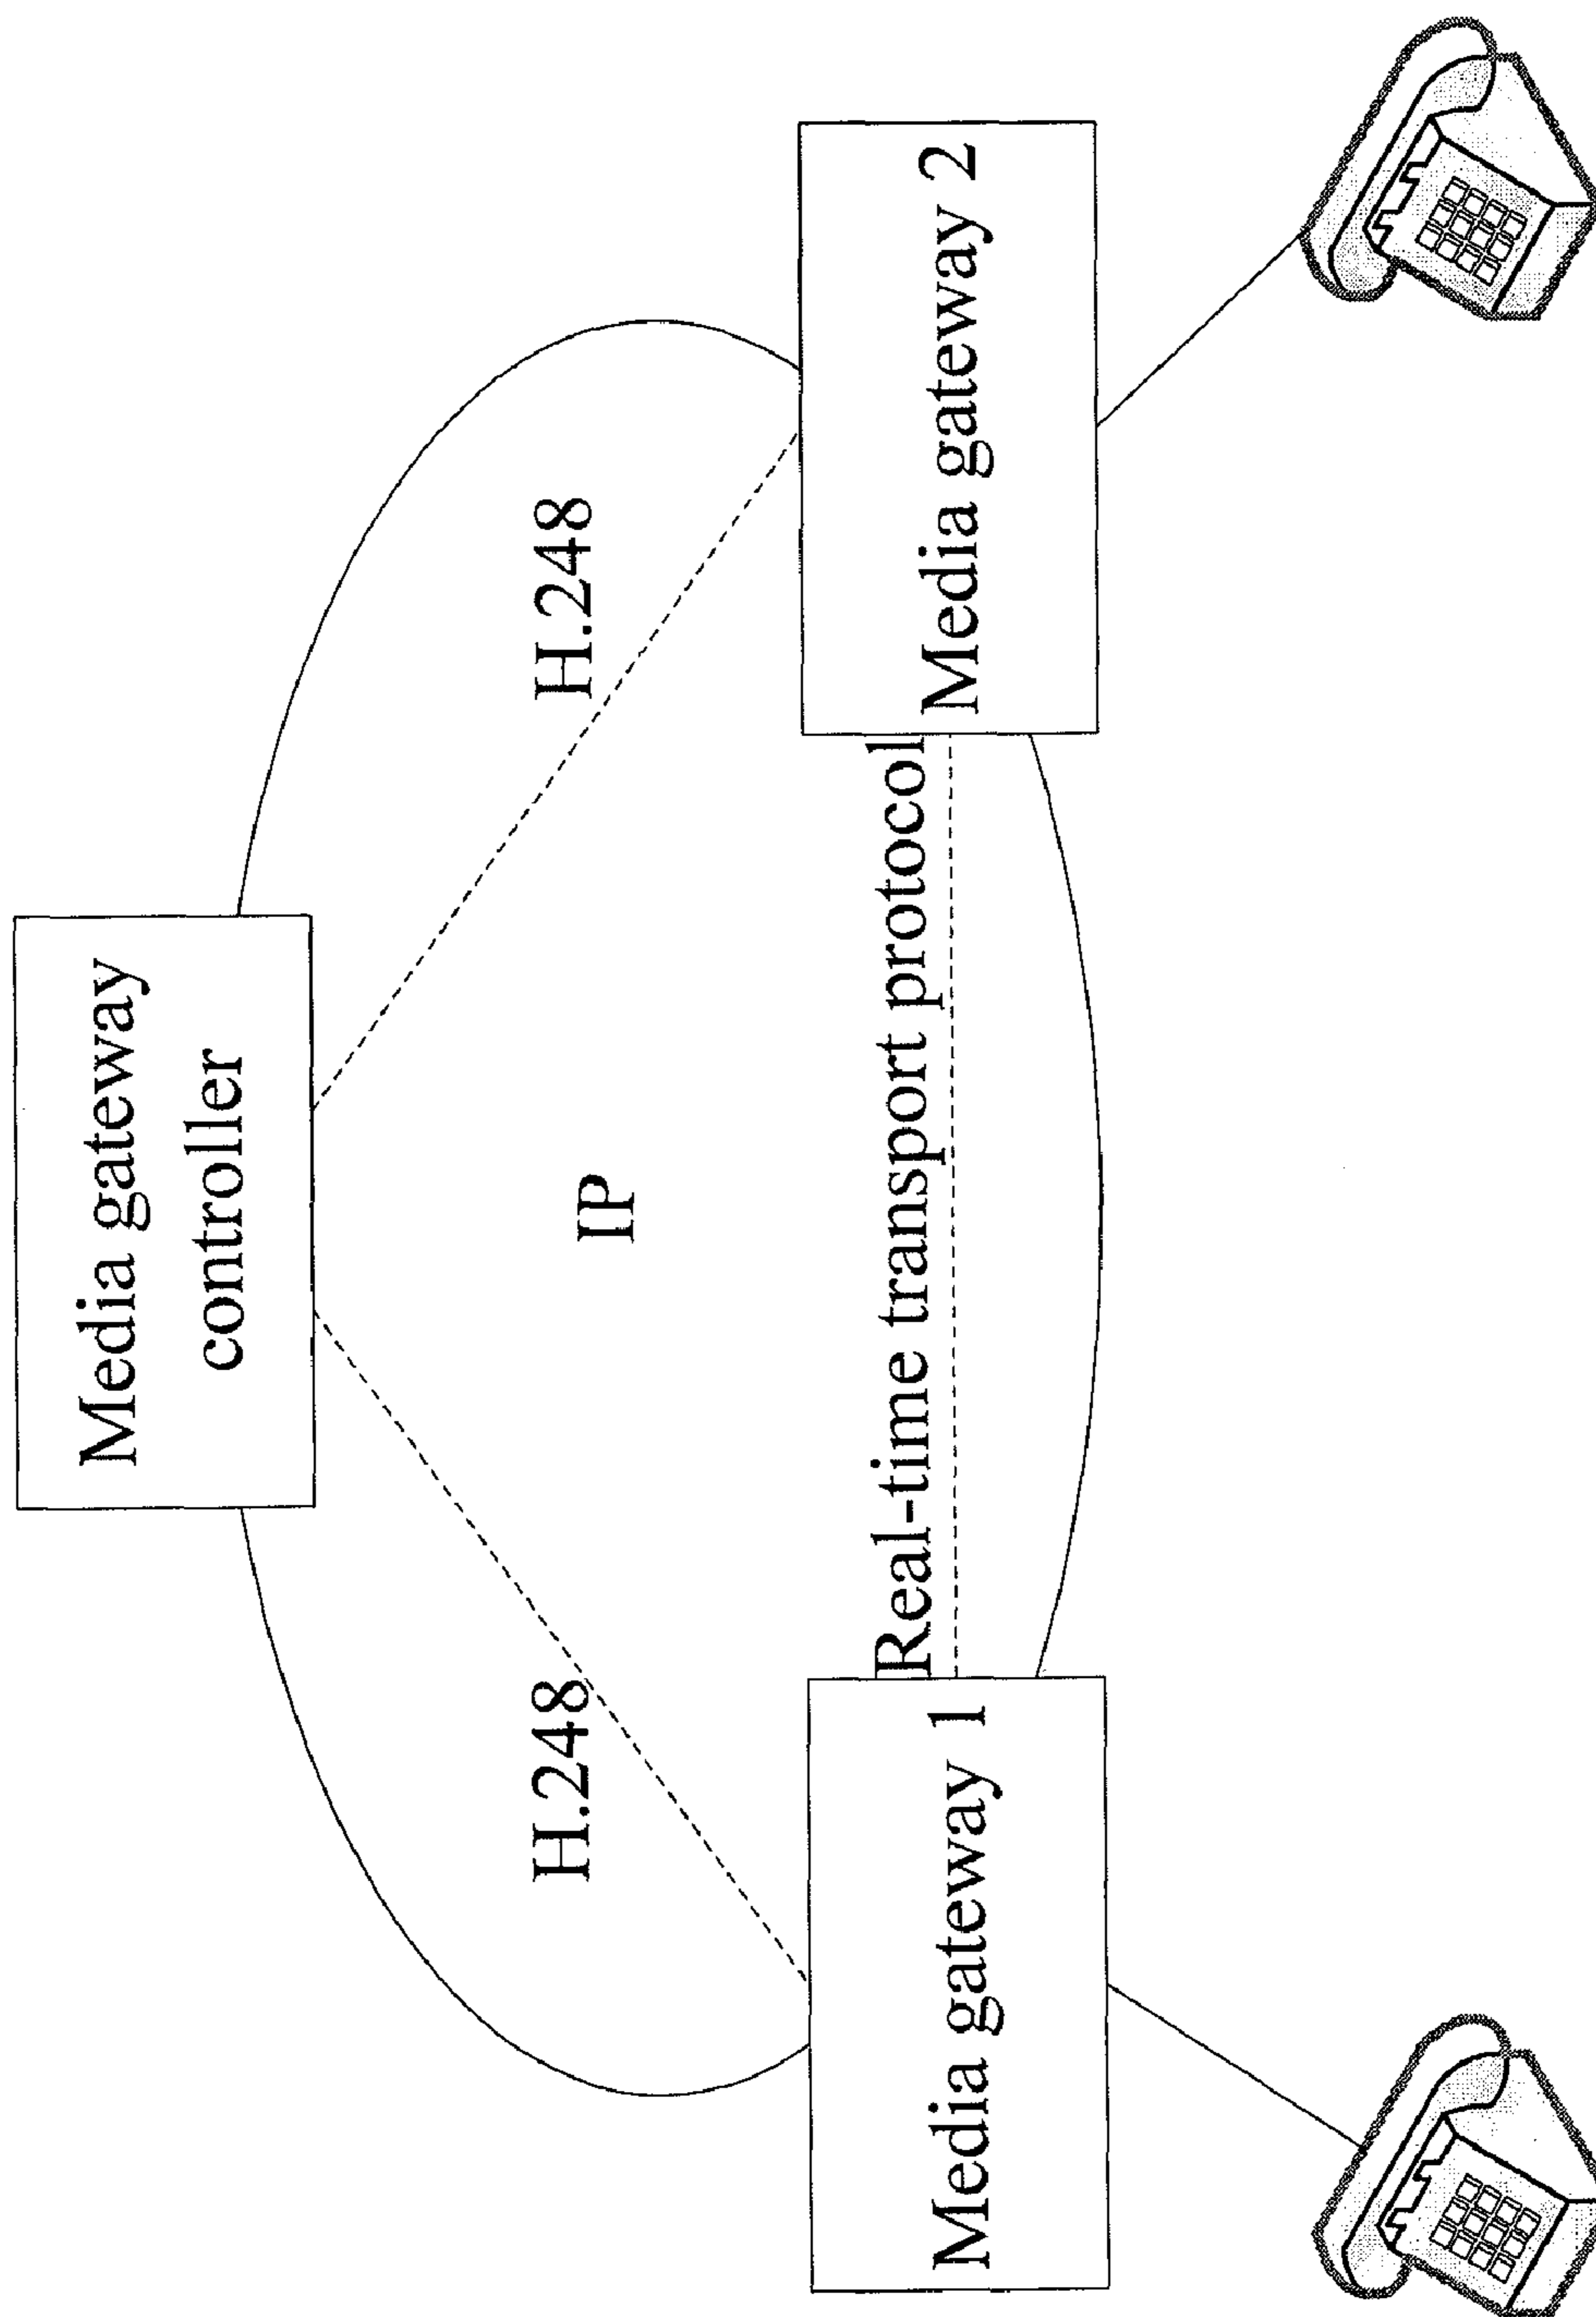 Media gateway
controller
H.248
H.248
IP
Real-time transport protocol
Media gateway 1
Media gateway 2